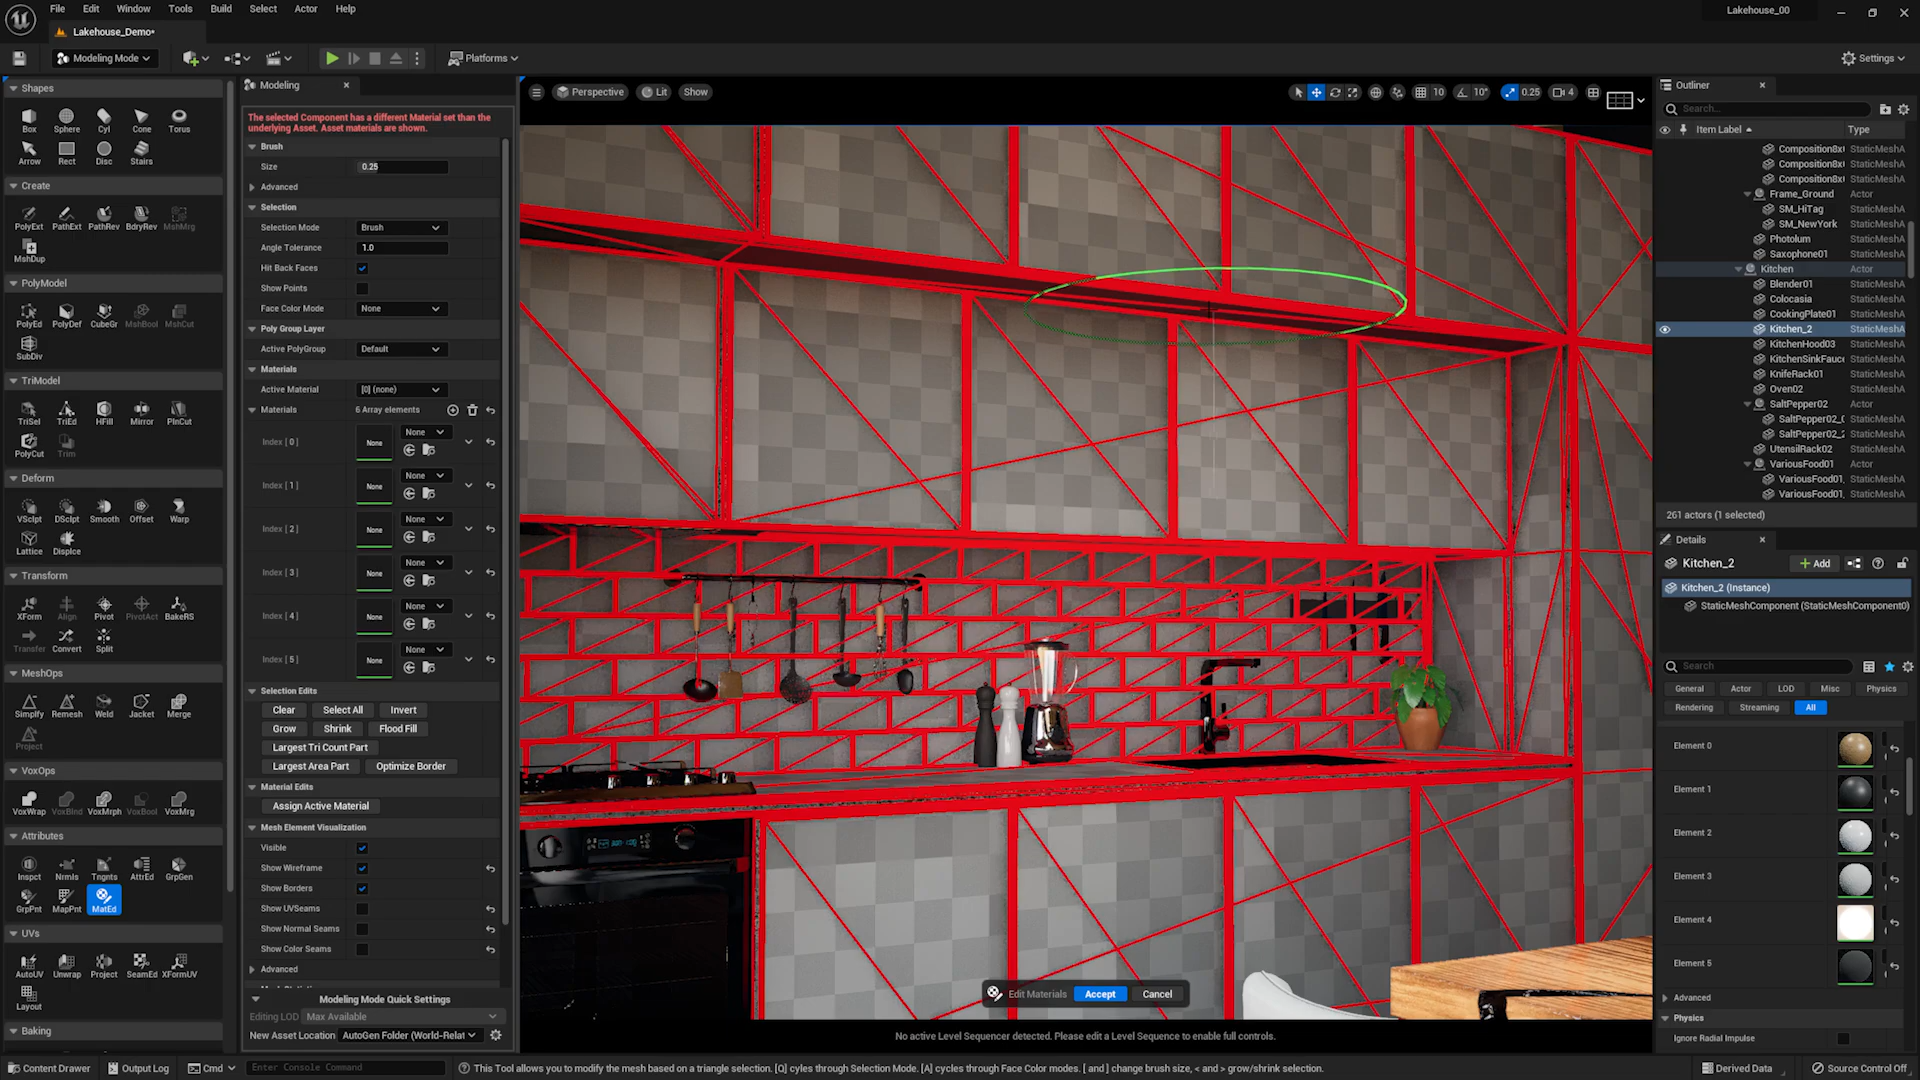 File Edit Window Tools Build Select Actor Help
Lakehouse_00
Lakehouse_Demo*
Modeling Mode
Platforms
Settings
Shapes
Box Sphere Cyl Cone Torus
Arrow Rect Disc Stairs
Create
PolyExt PathExt PathRev BdryRev MshMrg
MshDup
PolyModel
PolyEd PolyDef CubeGr MshBool MshCut
SubDiv
TriModel
TriSel TriEd HFill Mirror PlnCut
PolyCut Trim
Deform
VSclpt DSclpt Smooth Offset Warp
Lattice Displce
Transform
XForm Align Pivot PivotAct BakeRS
Transfer Convert Split
MeshOps
Simplfy Remesh Weld Jacket Merge
Project
VoxOps
VoxWrap VoxBlnd VoxMrph VoxBool VoxMrg
Attributes
Inspct Nrmls Tngnts AttrEd GrpGen
GrpPnt MapPnt MatEd
UVs
AutoUV Unwrap Project SeamEd XFormUV
Layout
Baking
Modeling
The selected Component has a different Material set than the
underlying Asset. Asset materials are shown.
Brush
Size 0.25
Advanced
Selection
Selection Mode Brush
Angle Tolerance 1.0
Hit Back Faces
Show Points
Face Color Mode None
Poly Group Layer
Active PolyGroup Default
Materials
Active Material [0] (none)
Materials 6 Array elements
Index [ 0 ] None None
Index [ 1 ] None None
Index [ 2 ] None None
Index [ 3 ] None None
Index [ 4 ] None None
Index [ 5 ] None None
Selection Edits
Clear Select All Invert
Grow Shrink Flood Fill
Largest Tri Count Part
Largest Area Part Optimize Border
Material Edits
Assign Active Material
Mesh Element Visualization
Visible
Show Wireframe
Show Borders
Show UVSeams
Show Normal Seams
Show Color Seams
Advanced
Modeling Mode Quick Settings
Editing LOD Max Available
New Asset Location AutoGen Folder (World-Relat
Perspective Lit Show
10 10° 0.25 4
Edit Materials Accept Cancel
No active Level Sequencer detected. Please edit a Level Sequence to enable full controls.
Outliner
Search...
Item Label Type
Composition8x StaticMeshA
Composition8x StaticMeshA
Composition8x StaticMeshA
Frame_Ground Actor
SM_HiTag StaticMeshA
SM_NewYork StaticMeshA
Photolum StaticMeshA
Saxophone01 StaticMeshA
Kitchen Actor
Blender01 StaticMeshA
Colocasia StaticMeshA
CookingPlate01 StaticMeshA
Kitchen_2 StaticMeshA
KitchenHood03 StaticMeshA
KitchenSinkFauce StaticMeshA
KnifeRack01 StaticMeshA
Oven02 StaticMeshA
SaltPepper02 Actor
SaltPepper02_ StaticMeshA
SaltPepper02_ StaticMeshA
UtensilRack02 StaticMeshA
VariousFood01 Actor
VariousFood01_ StaticMeshA
VariousFood01_ StaticMeshA
261 actors (1 selected)
Details
Kitchen_2 Add
Kitchen_2 (Instance)
StaticMeshComponent (StaticMeshComponent0)
Search
General Actor LOD Misc Physics
Rendering Streaming All
Element 0
Element 1
Element 2
Element 3
Element 4
Element 5
Advanced
Physics
Ignore Radial Impulse
Content Drawer Output Log Cmd Enter Console Command
This Tool allows you to modify the mesh based on a triangle selection. [Q] cyles through Selection Mode. [A] cycles through Face Color modes. [ and ] change brush size, < and > grow/shrink selection.
Derived Data Source Control Off